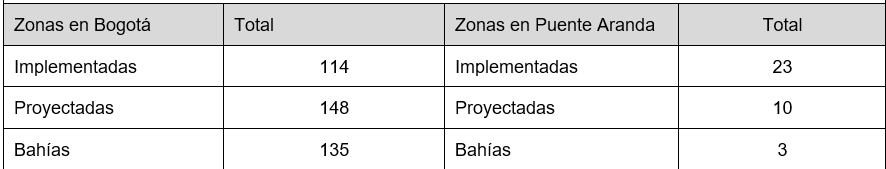 Zonas en Bogotá Total Zonas en Puente Aranda Total
Implementadas 114 Implementadas 23
Proyectadas 148 Proyectadas 10
Bahías 135 Bahías 3